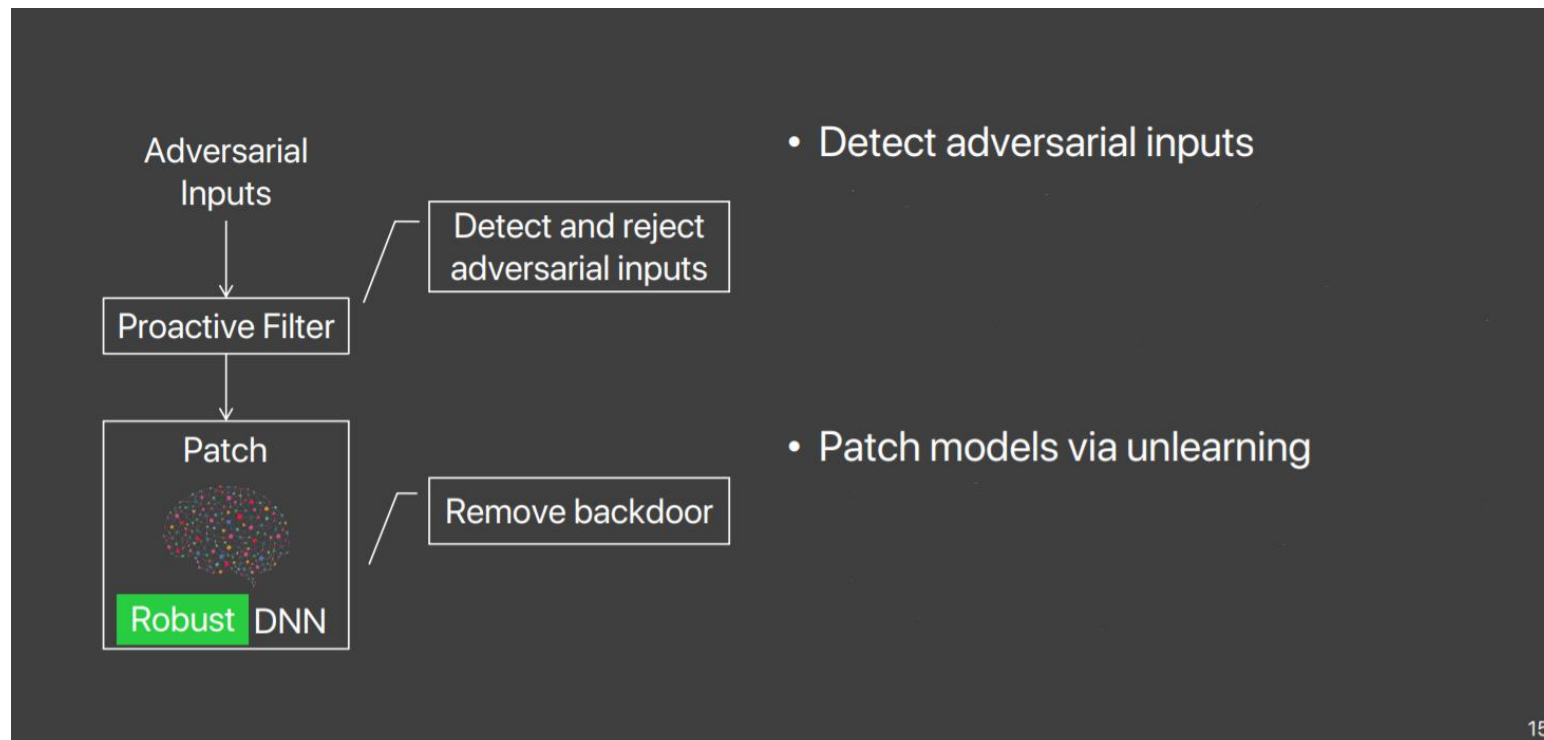 Adversarial
Inputs
Detect and reject
adversarial inputs
Proactive Filter
Patch
Robust DNN
Remove backdoor
• Detect adversarial inputs
• Patch models via unlearning
15